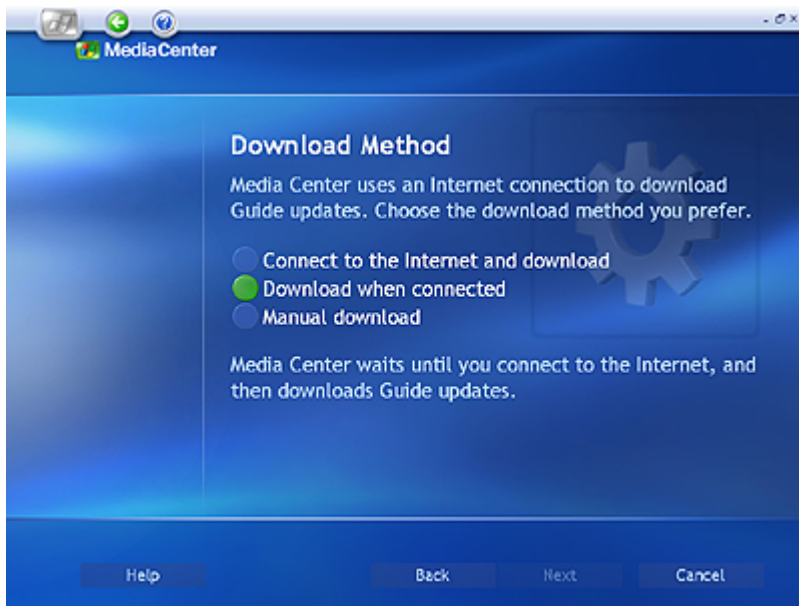 MediaCenter
Download Method
Media Center uses an Internet connection to download
Guide updates. Choose the download method you prefer.
Connect to the Internet and download
Download when connected
Manual download
Media Center waits until you connect to the Internet, and
then downloads Guide updates.
Help Back Next Cancel